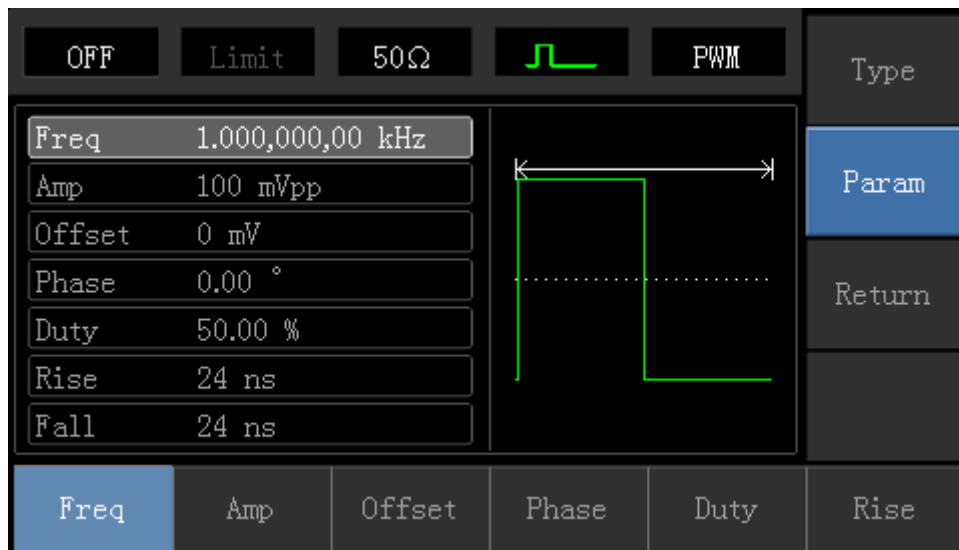 OFF Limit 50Ω PWM
Type
Freq 1.000,000,00 kHz
Amp 100 mVpp
Offset 0 mV
Phase 0.00 °
Duty 50.00 %
Rise 24 ns
Fall 24 ns
Param
Return
Freq Amp Offset Phase Duty Rise